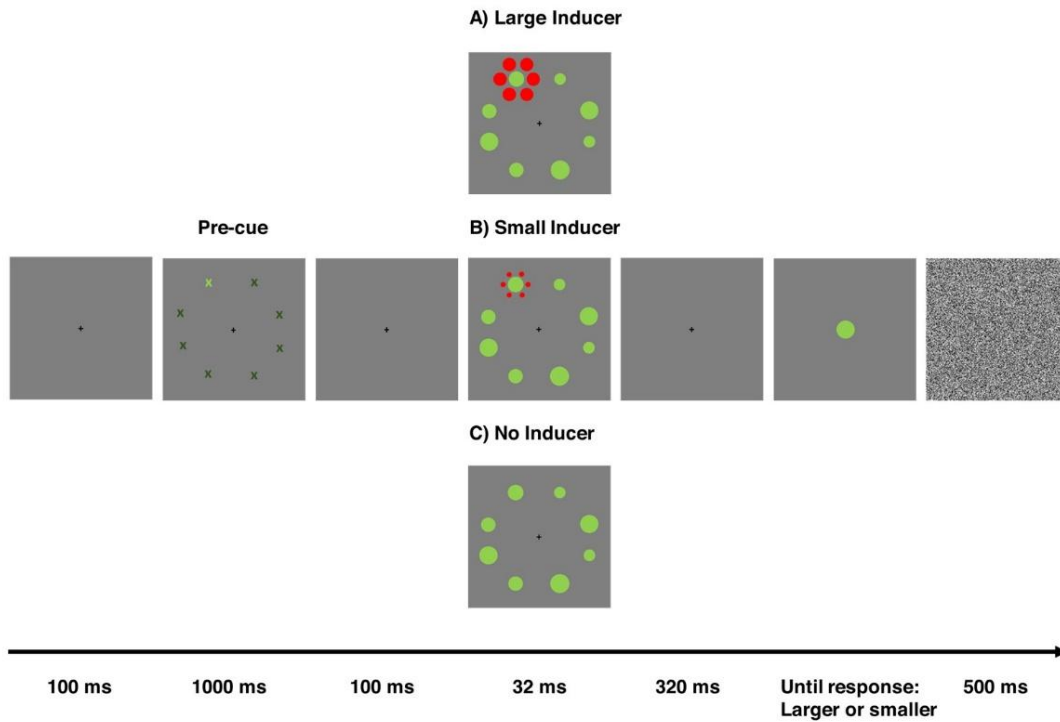 A) Large Inducer
Pre-cue
B) Small Inducer
x x
x x
x x
x x
C) No Inducer
100 ms
1000 ms
100 ms
32 ms
320 ms
Until response:
Larger or smaller
500 ms